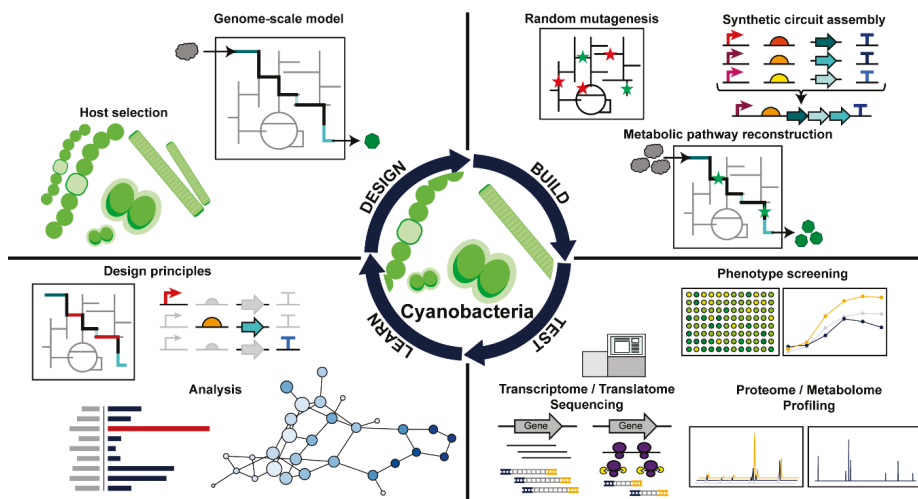 Genome-scale model
Host selection
Random mutagenesis
Synthetic circuit assembly
Metabolic pathway reconstruction
DESIGN
BUILD
TEST
LEARN
Cyanobacteria
Design principles
Analysis
Phenotype screening
Transcriptome / Translatome
Sequencing
Gene
Gene
Proteome / Metabolome
Profiling